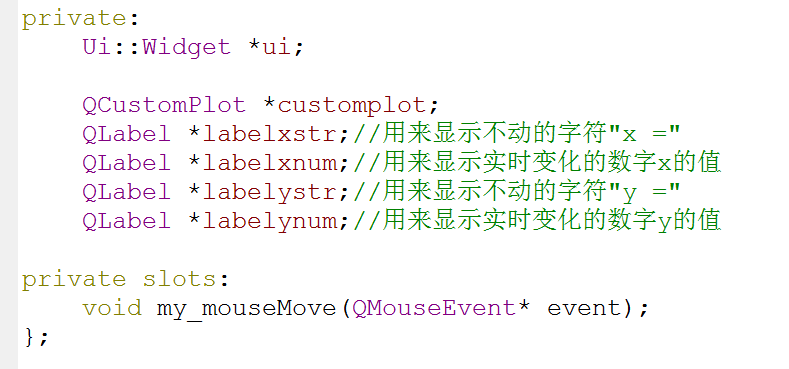 private:
    Ui::Widget *ui;
    QCustomPlot *customplot;
    QLabel *labelxstr;//用来显示不动的字符"x ="
    QLabel *labelxnum;//用来显示实时变化的数字x的值
    QLabel *labelystr;//用来显示不动的字符"y ="
    QLabel *labelynum;//用来显示实时变化的数字y的值
private slots:
    void my_mouseMove(QMouseEvent* event);
};